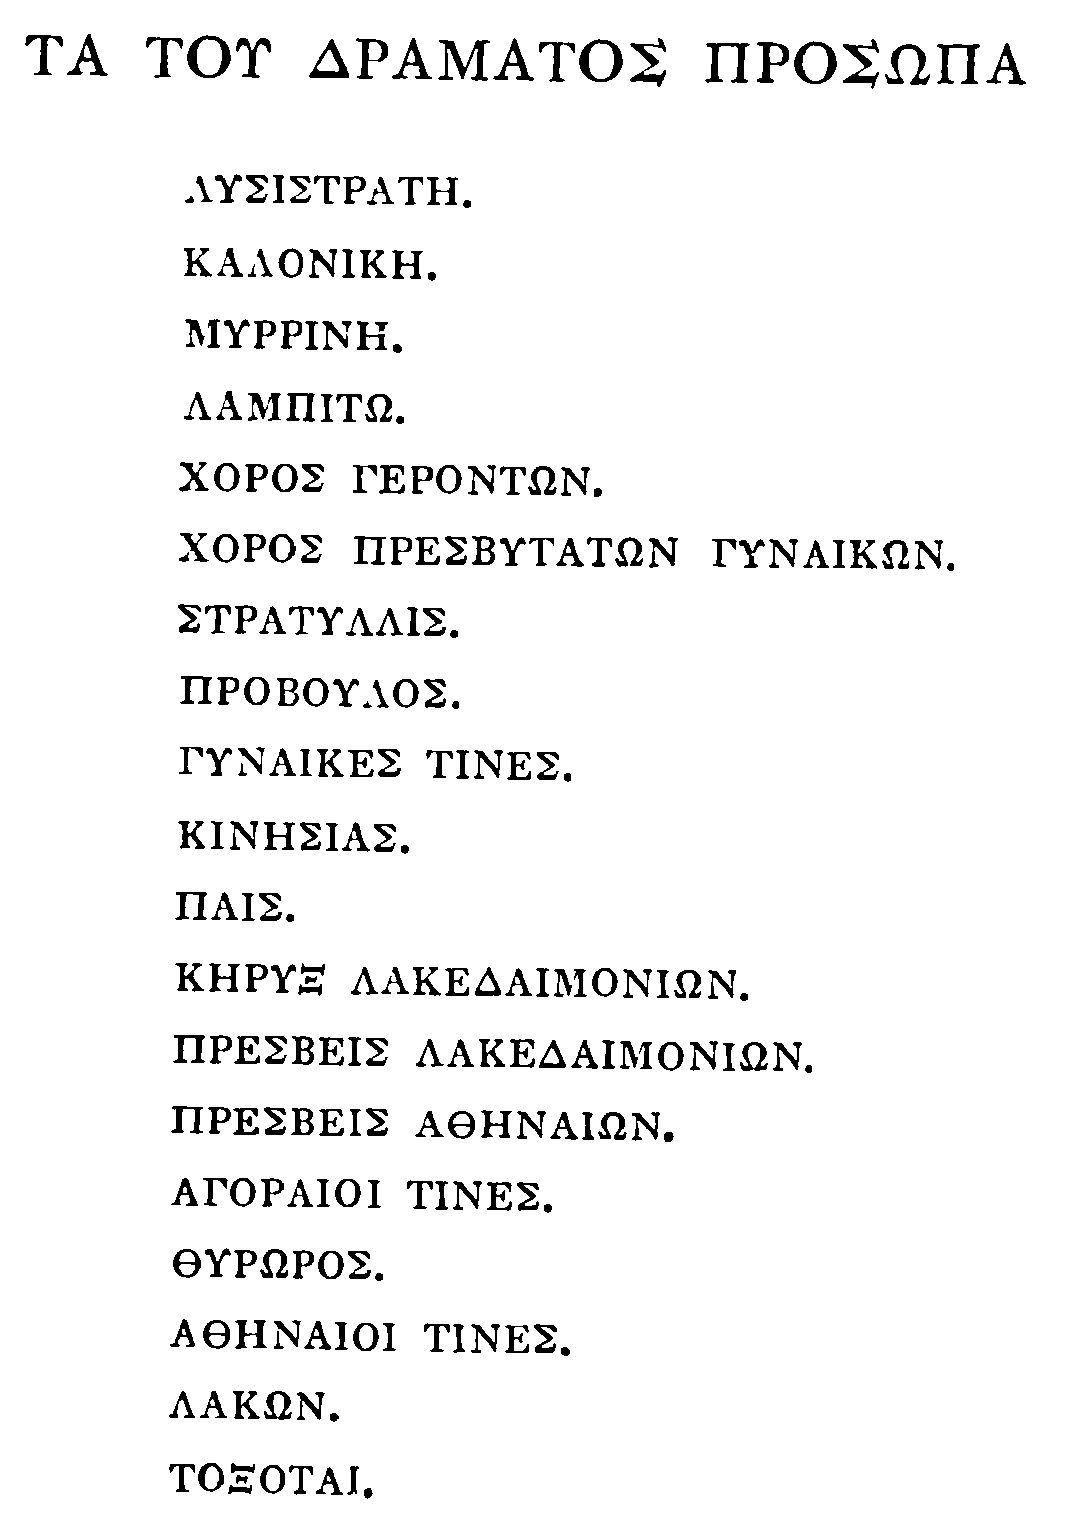 ΤΑ ΤΟΥ ΔΡΑΜΑΤΟΣ ΠΡΟΣΩΠΑ
ΛΥΣΙΣΤΡΑΤΗ.
ΚΑΛΟΝΙΚΗ.
ΜΥΡΡΙΝΗ.
ΛΑΜΠΙΤΩ.
ΧΟΡΟΣ ΓΕΡΟΝΤΩΝ.
ΧΟΡΟΣ ΠΡΕΣΒΥΤΑΤΩΝ ΓΥΝΑΙΚΩΝ.
ΣΤΡΑΤΥΛΛΙΣ.
ΠΡΟΒΟΥΛΟΣ.
ΓΥΝΑΙΚΕΣ ΤΙΝΕΣ.
ΚΙΝΗΣΙΑΣ.
ΠΑΙΣ.
ΚΗΡΥΞ ΛΑΚΕΔΑΙΜΟΝΙΩΝ.
ΠΡΕΣΒΕΙΣ ΛΑΚΕΔΑΙΜΟΝΙΩΝ.
ΠΡΕΣΒΕΙΣ ΑΘΗΝΑΙΩΝ.
ΑΓΟΡΑΙΟΙ ΤΙΝΕΣ.
ΘΥΡΩΡΟΣ.
ΑΘΗΝΑΙΟΙ ΤΙΝΕΣ.
ΛΑΚΩΝ.
ΤΟΞΟΤΑΙ.